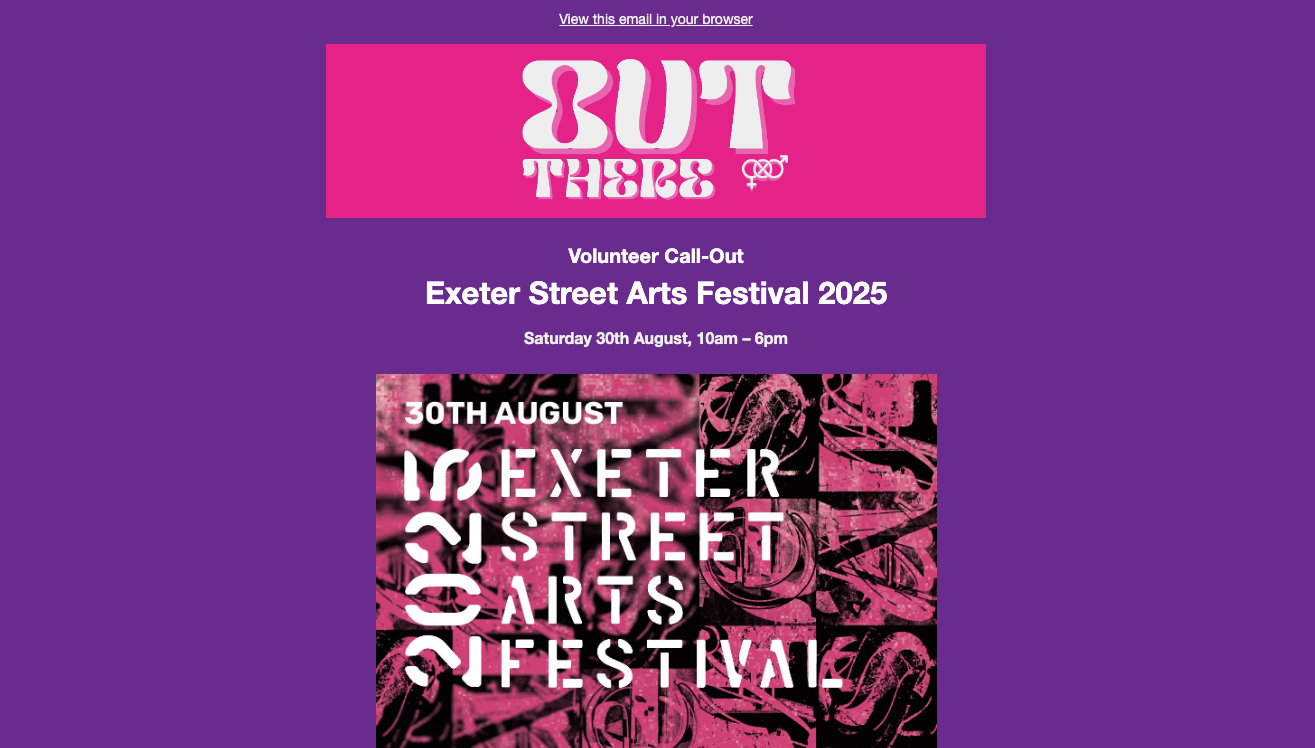 View this email in your browser
OUT
THERE
Volunteer Call-Out
Exeter Street Arts Festival 2025
Saturday 30th August, 10am – 6pm
30TH AUGUST
2025
EXETER
STREET
ARTS
FESTIVAL